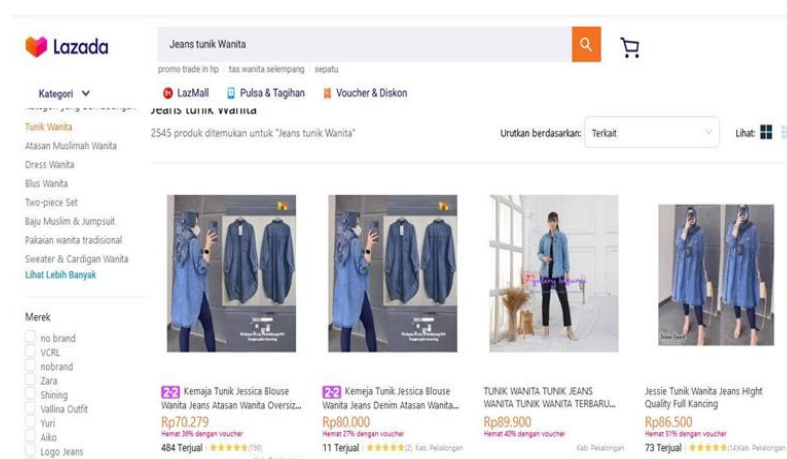 Lazada
Jeans tunik Wanita
promo trade in hp tas wanita selempang sepatu
Kategori
LazMall Pulsa & Tagihan Voucher & Diskon
Jeans tunik Wanita
2545 produk ditemukan untuk "Jeans tunik Wanita"
Urutkan berdasarkan: Terkait Lihat:
Tunik Wanita
Atasan Muslimah Wanita
Dress Wanita
Blus Wanita
Two-piece Set
Baju Muslim & Jumpsuit
Pakaian wanita tradisional
Sweater & Cardigan Wanita
Lihat Lebih Banyak
Merek
no brand
VCRL
nobrand
Zara
Shining
Vallina Outfit
Yuri
Aiko
Logo Jeans
2.2 Kemaja Tunik Jessica Blouse
Wanita Jeans Atasan Wanita Oversiz...
Rp70.279
Hemat 36% dengan voucher
484 Terjual (159)
2.2 Kemeja Tunik Jessica Blouse
Wanita Jeans Denim Atasan Wanita...
Rp80.000
Hemat 27% dengan voucher
11 Terjual (2) Kab. Pekalongan
TUNIK WANITA TUNIK JEANS
WANITA TUNIK WANITA TERBARU...
Rp89.900
Hemat 40% dengan voucher
Kab. Pekalongan
Jessie Tunik Wanita Jeans HIght
Quality Full Kancing
Rp86.500
Hemat 51% dengan voucher
73 Terjual (14) Kab. Pekalongan